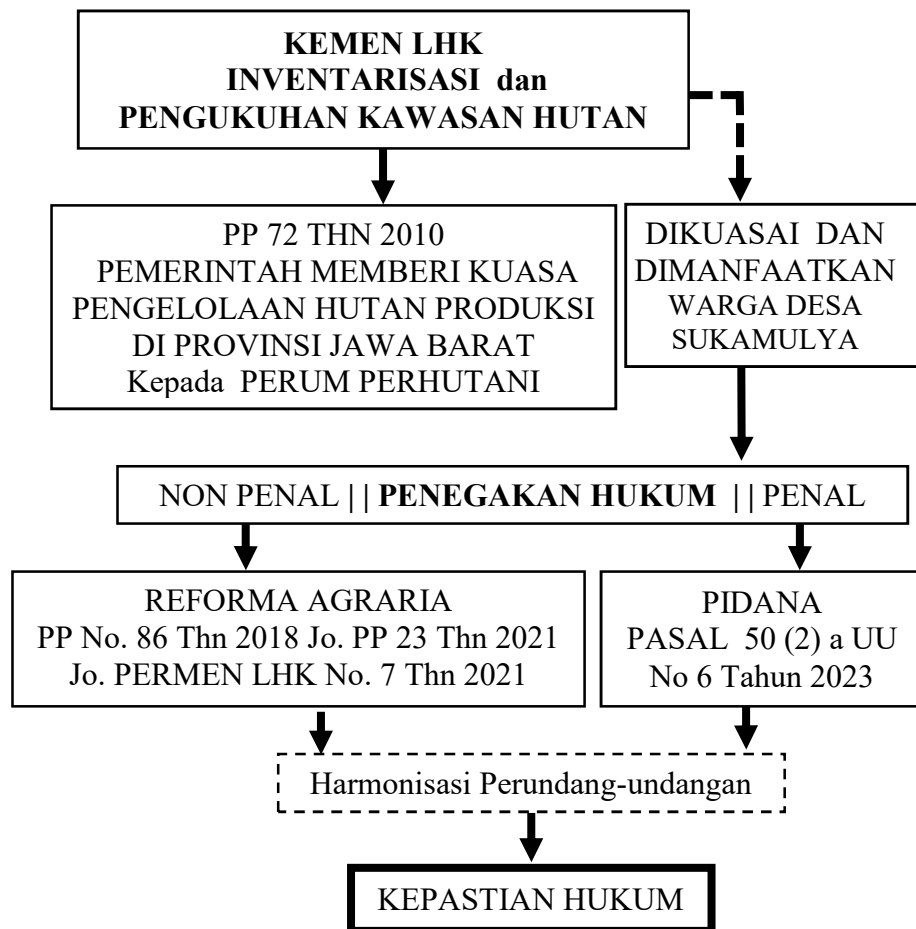 KEMEN LHK
INVENTARISASI dan
PENGUKUHAN KAWASAN HUTAN
PP 72 THN 2010
PEMERINTAH MEMBERI KUASA
PENGELOLAAN HUTAN PRODUKSI
DI PROVINSI JAWA BARAT
Kepada PERUM PERHUTANI
DIKUASAI DAN
DIMANFAATKAN
WARGA DESA
SUKAMULYA
NON PENAL || PENEGAKAN HUKUM || PENAL
REFORMA AGRARIA
PP No. 86 Thn 2018 Jo. PP 23 Thn 2021
Jo. PERMEN LHK No. 7 Thn 2021
PIDANA
PASAL 50 (2) a UU
No 6 Tahun 2023
Harmonisasi Perundang-undangan
KEPASTIAN HUKUM